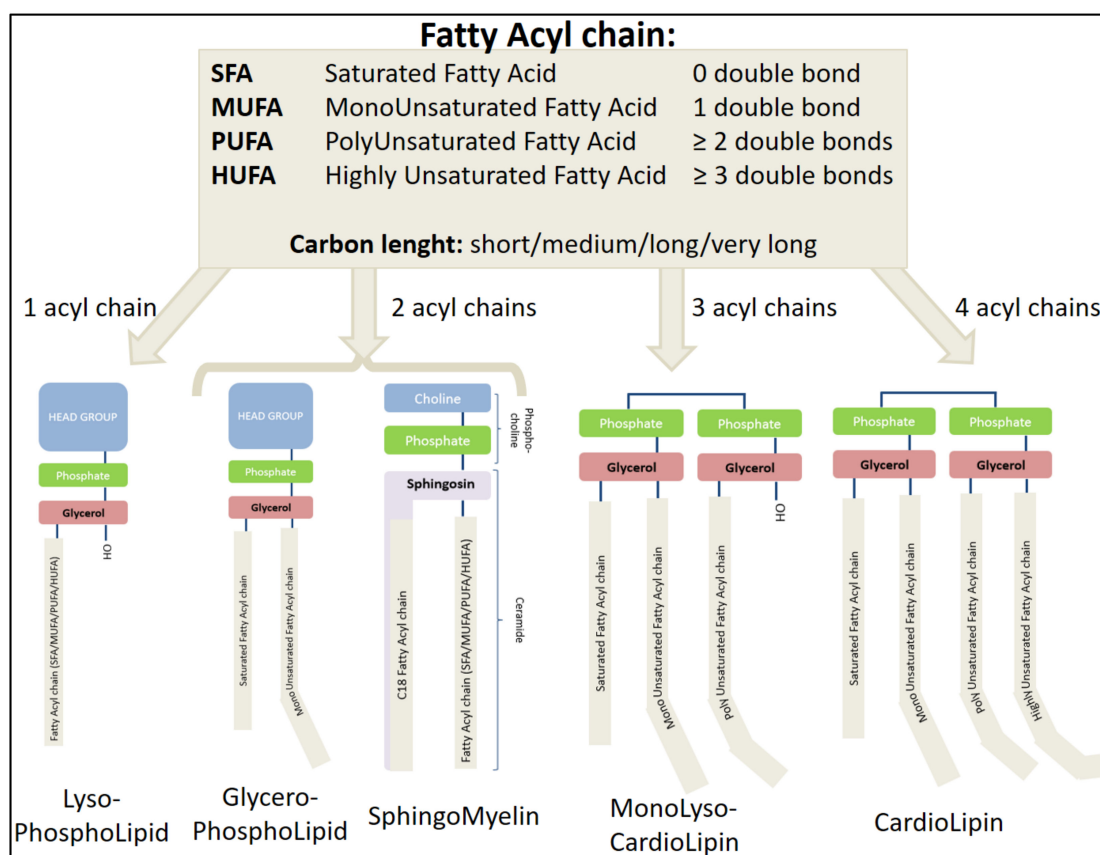 Fatty Acyl chain:
SFA Saturated Fatty Acid 0 double bond
MUFA MonoUnsaturated Fatty Acid 1 double bond
PUFA PolyUnsaturated Fatty Acid ≥ 2 double bonds
HUFA Highly Unsaturated Fatty Acid ≥ 3 double bonds
Carbon lenght: short/medium/long/very long
1 acyl chain
2 acyl chains
3 acyl chains
4 acyl chains
HEAD GROUP
Phosphate
Glycerol
OH
Fatty Acyl chain (SFA/MUFA/PUFA/HUFA)
Lyso-
PhosphoLipid
HEAD GROUP
Phosphate
Glycerol
Saturated Fatty Acyl chain
Mono Unsaturated Fatty Acyl chain
Glycero-
PhosphoLipid
Choline
Phosphate
Phospho-
choline
Sphingosin
C18 Fatty Acyl chain
Fatty Acyl chain (SFA/MUFA/PUFA/HUFA)
Ceramide
SphingoMyelin
Phosphate
Phosphate
Glycerol
Glycerol
OH
Saturated Fatty Acyl chain
Mono Unsaturated Fatty Acyl chain
Poly Unsaturated Fatty Acyl chain
MonoLyso-
CardioLipin
Phosphate
Phosphate
Glycerol
Glycerol
Saturated Fatty Acyl chain
Mono Unsaturated Fatty Acyl chain
Poly Unsaturated Fatty Acyl chain
Highly Unsaturated Fatty Acyl chain
CardioLipin